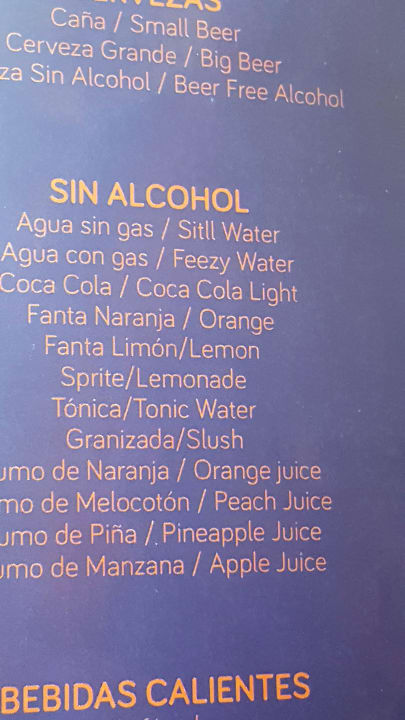 CERVEZAS
Caña / Small Beer
Cerveza Grande / Big Beer
za Sin Alcohol / Beer Free Alcohol
SIN ALCOHOL
Agua sin gas / Sitll Water
Agua con gas / Feezy Water
Coca Cola / Coca Cola Light
Fanta Naranja / Orange
Fanta Limón/Lemon
Sprite/Lemonade
Tónica/Tonic Water
Granizada/Slush
umo de Naranja / Orange juice
mo de Melocotón / Peach Juice
umo de Piña / Pineapple Juice
umo de Manzana / Apple Juice
BEBIDAS CALIENTES